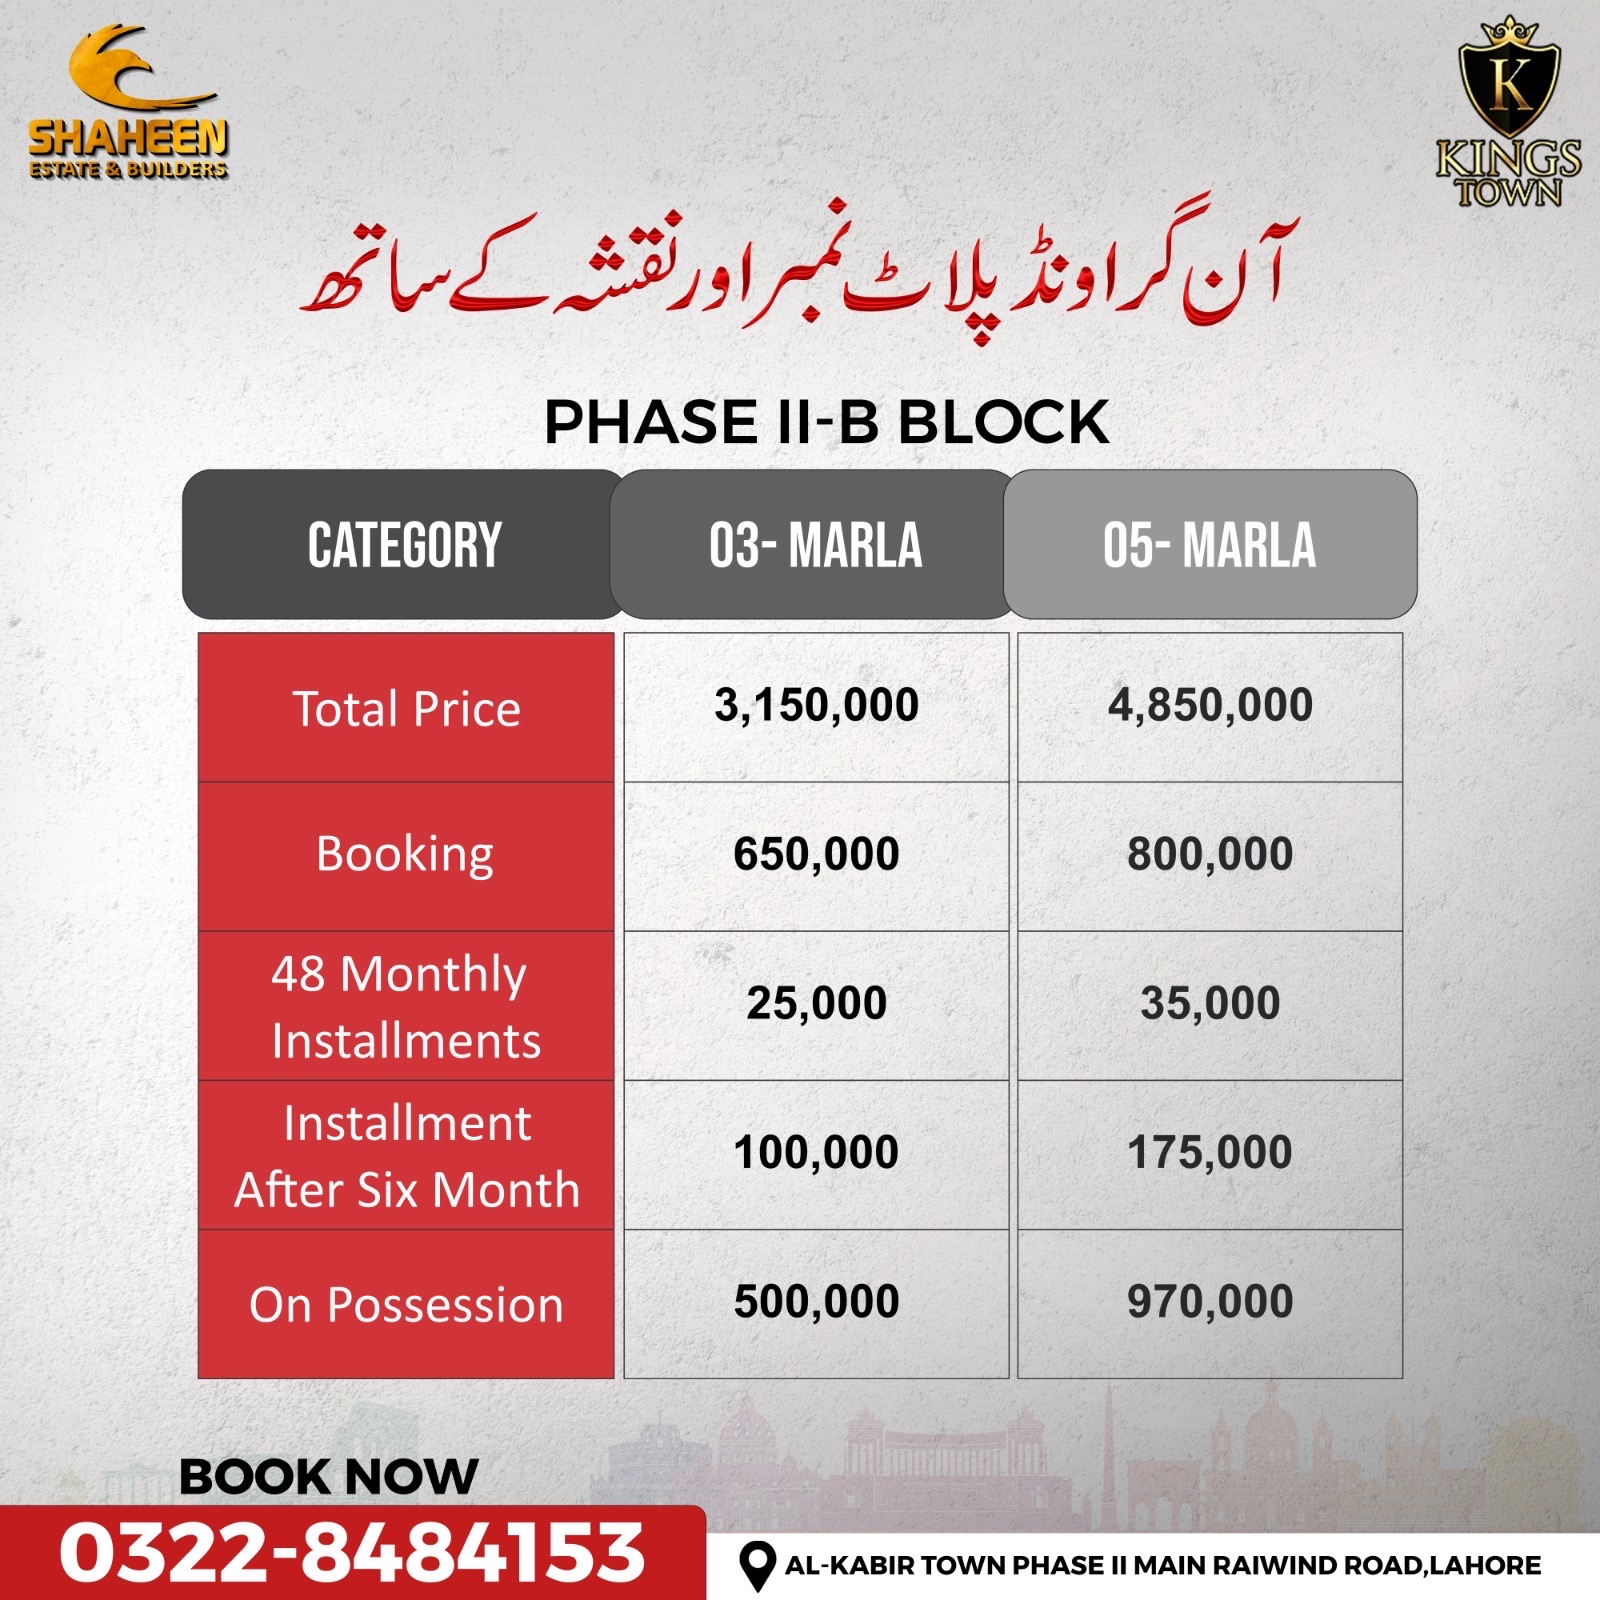 SHAHEEN
ESTATE & BUILDERS
K
KINGS
TOWN
آن گراونڈ پلاٹ نمبر اور نقشہ کے ساتھ
PHASE II-B BLOCK
CATEGORY 03- MARLA 05- MARLA
Total Price 3,150,000 4,850,000
Booking 650,000 800,000
48 Monthly
Installments 25,000 35,000
Installment
After Six Month 100,000 175,000
On Possession 500,000 970,000
BOOK NOW
0322-8484153
AL-KABIR TOWN PHASE II MAIN RAIWIND ROAD,LAHORE